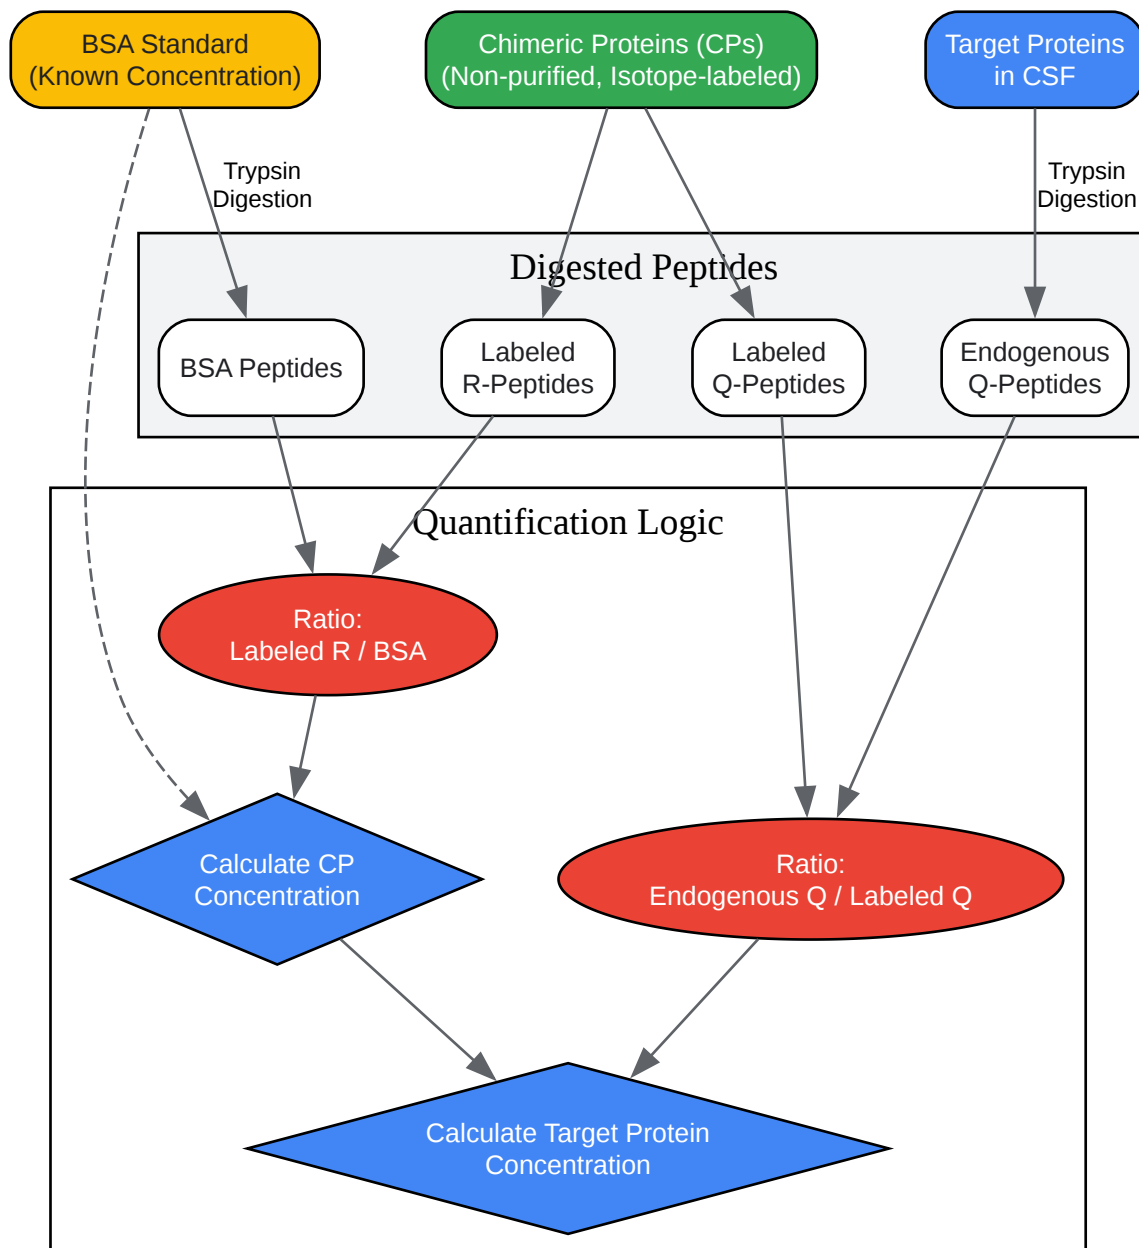 BSA Standard
(Known Concentration)
Chimeric Proteins (CPs)
(Non-purified, Isotope-labeled)
Target Proteins
in CSF
Trypsin
Digestion
Trypsin
Digestion
Digested Peptides
BSA Peptides
Labeled
R-Peptides
Labeled
Q-Peptides
Endogenous
Q-Peptides
Quantification Logic
Ratio:
Labeled R / BSA
Calculate CP
Concentration
Ratio:
Endogenous Q / Labeled Q
Calculate Target Protein
Concentration